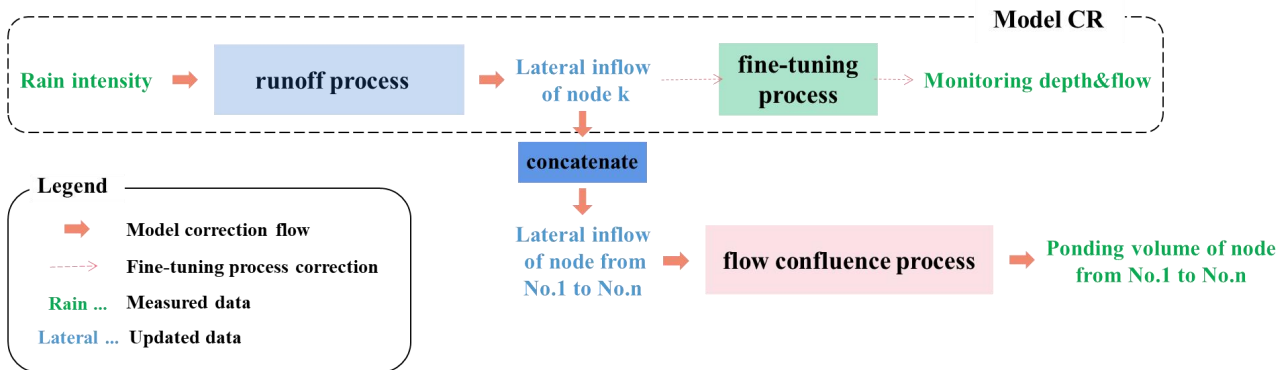 Model CR
Rain intensity
runoff process
Lateral inflow
of node k
fine-tuning
process
Monitoring depth&flow
concatenate
Legend
Model correction flow
Fine-tuning process correction
Rain ... Measured data
Lateral ... Updated data
Lateral inflow
of node from
No.1 to No.n
flow confluence process
Ponding volume of node
from No.1 to No.n